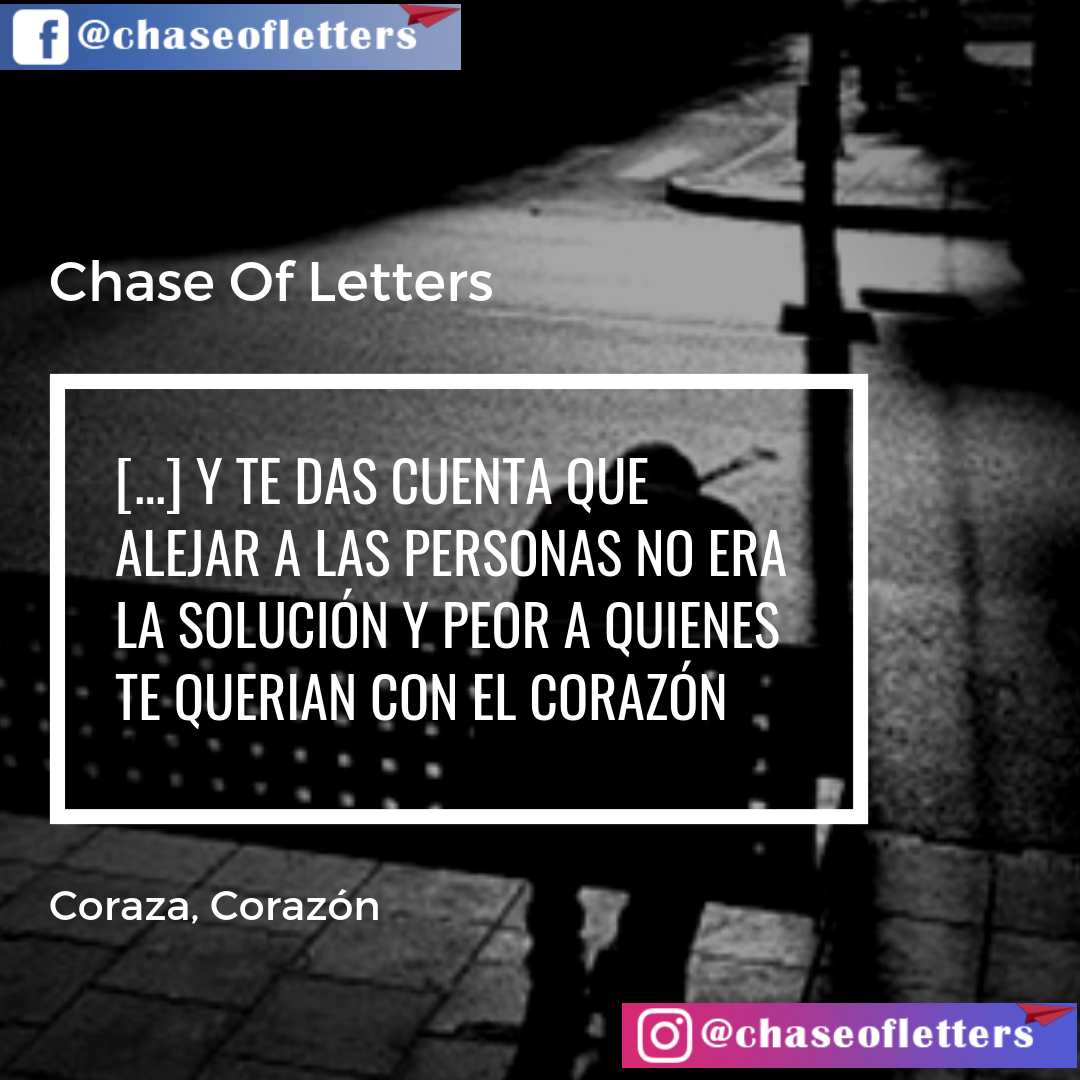 @chaseofletters
Chase Of Letters
[...] Y TE DAS CUENTA QUE
ALEJAR A LAS PERSONAS NO ERA
LA SOLUCIÓN Y PEOR A QUIENES
TE QUERIAN CON EL CORAZÓN
Coraza, Corazón
@chaseofletters